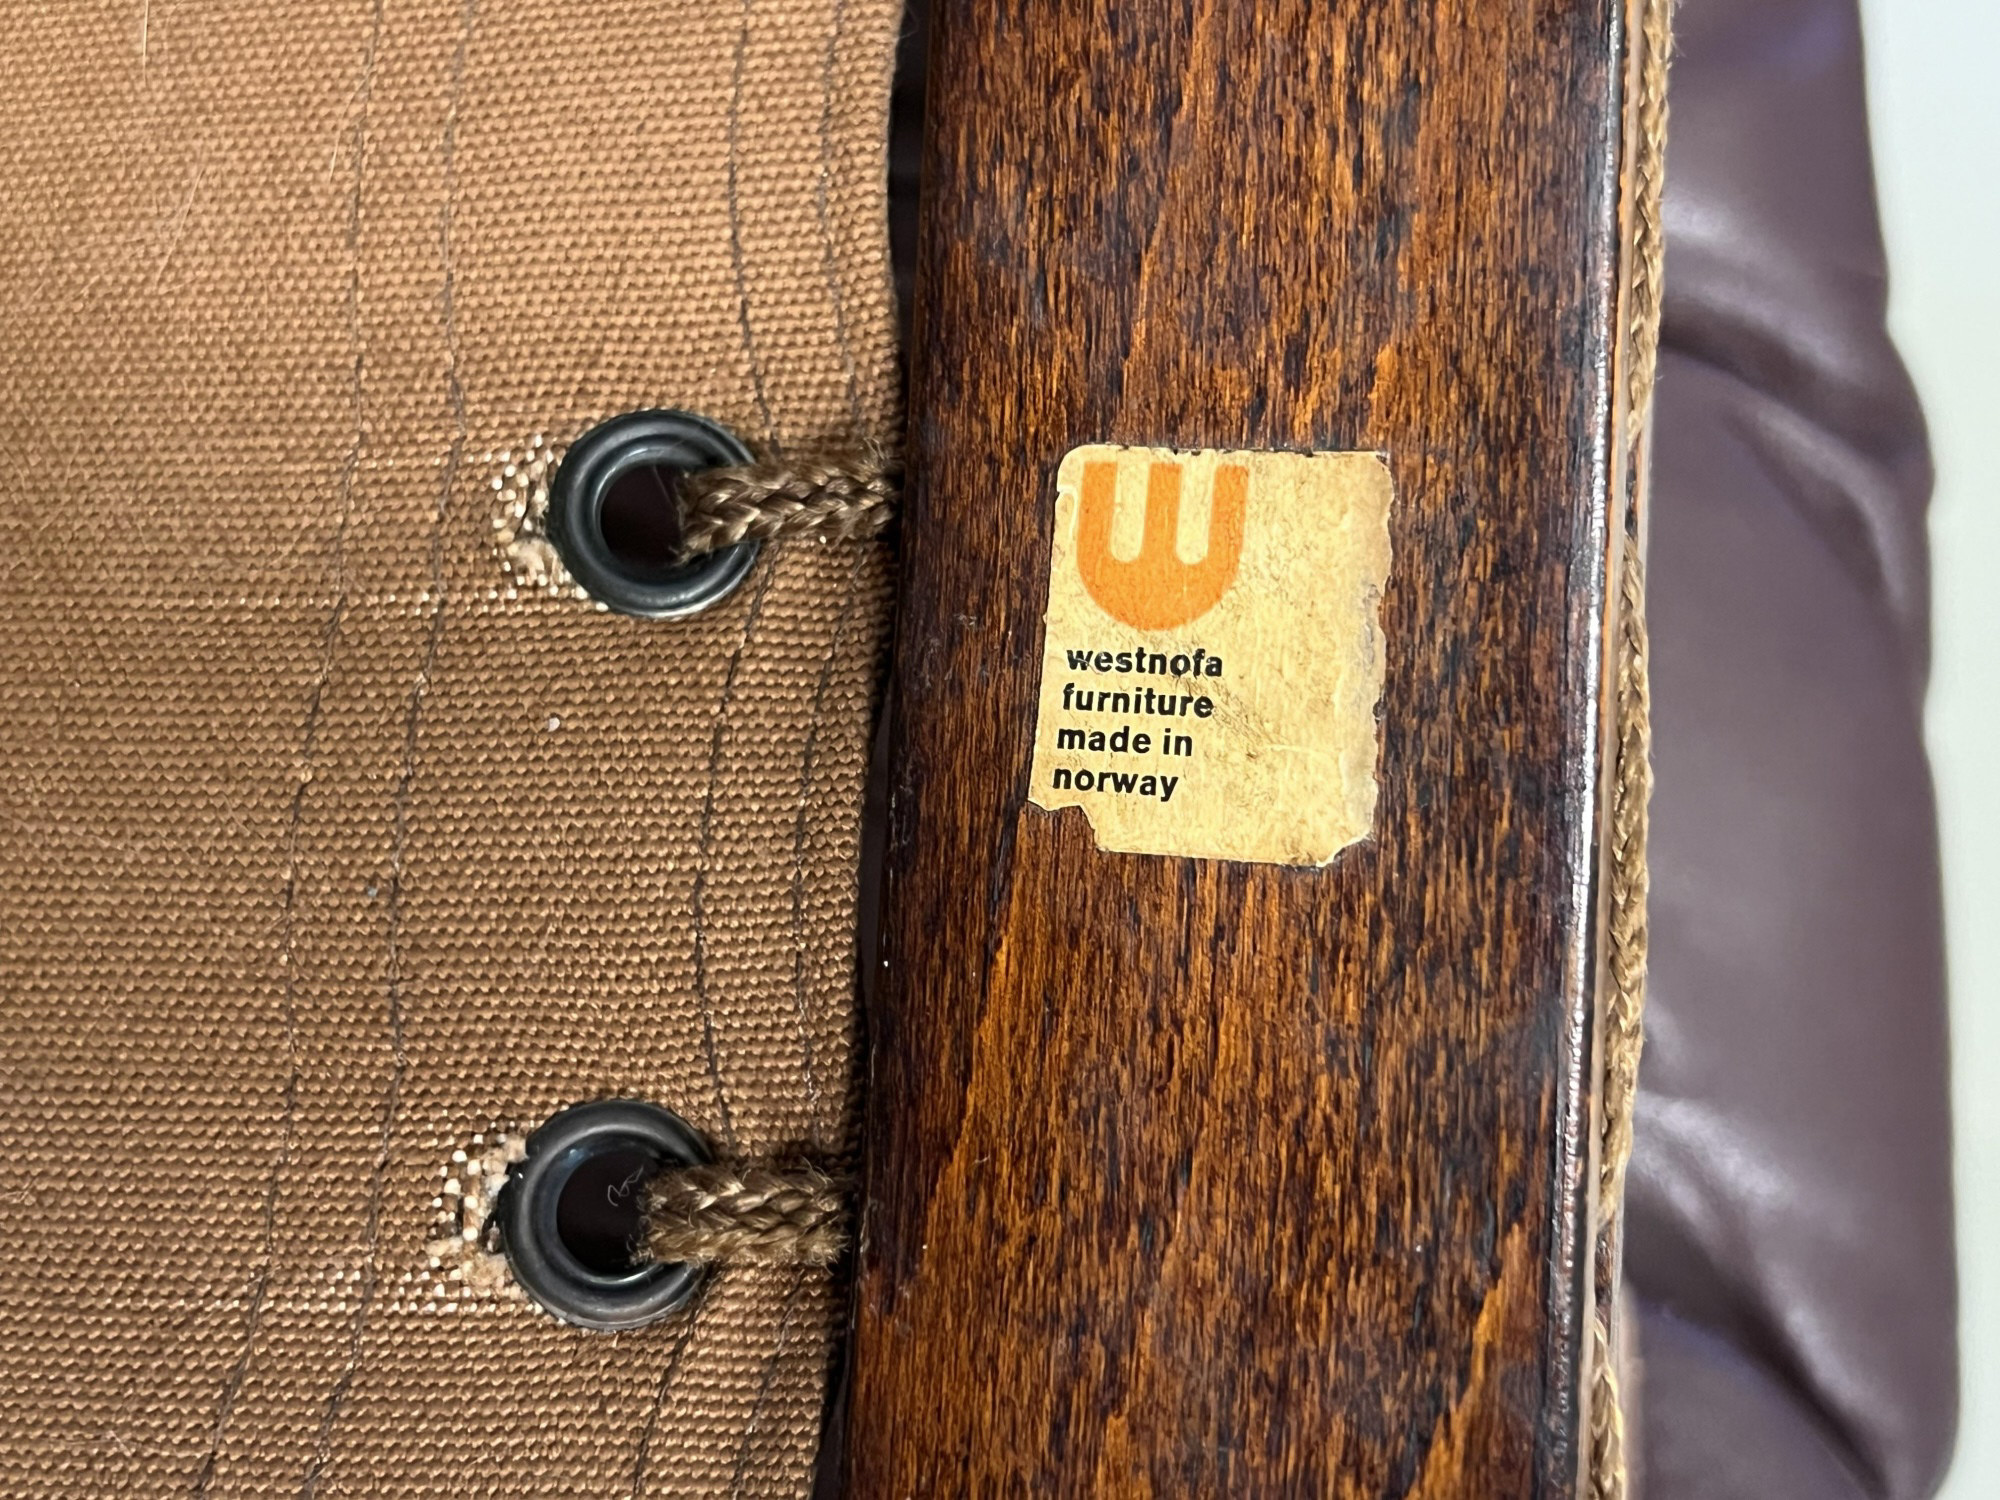 westnofa
furniture
made in
norway